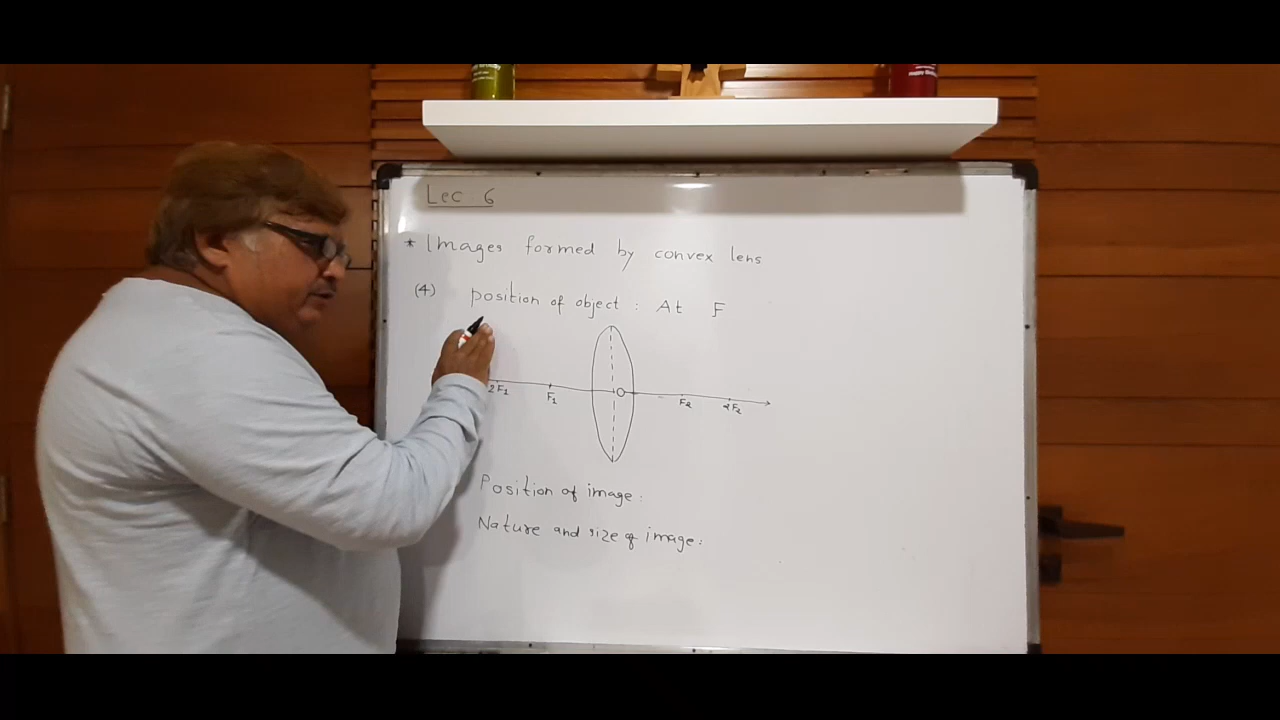 Lec 6
* Images formed by convex lens
(4) position of object : At F
2F₁ F₁ O F₂ 2F₂
Position of image :
Nature and size of image :